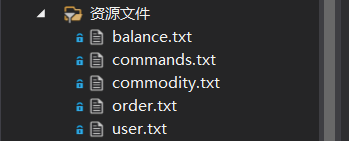 资源文件
balance.txt
commands.txt
commodity.txt
order.txt
user.txt